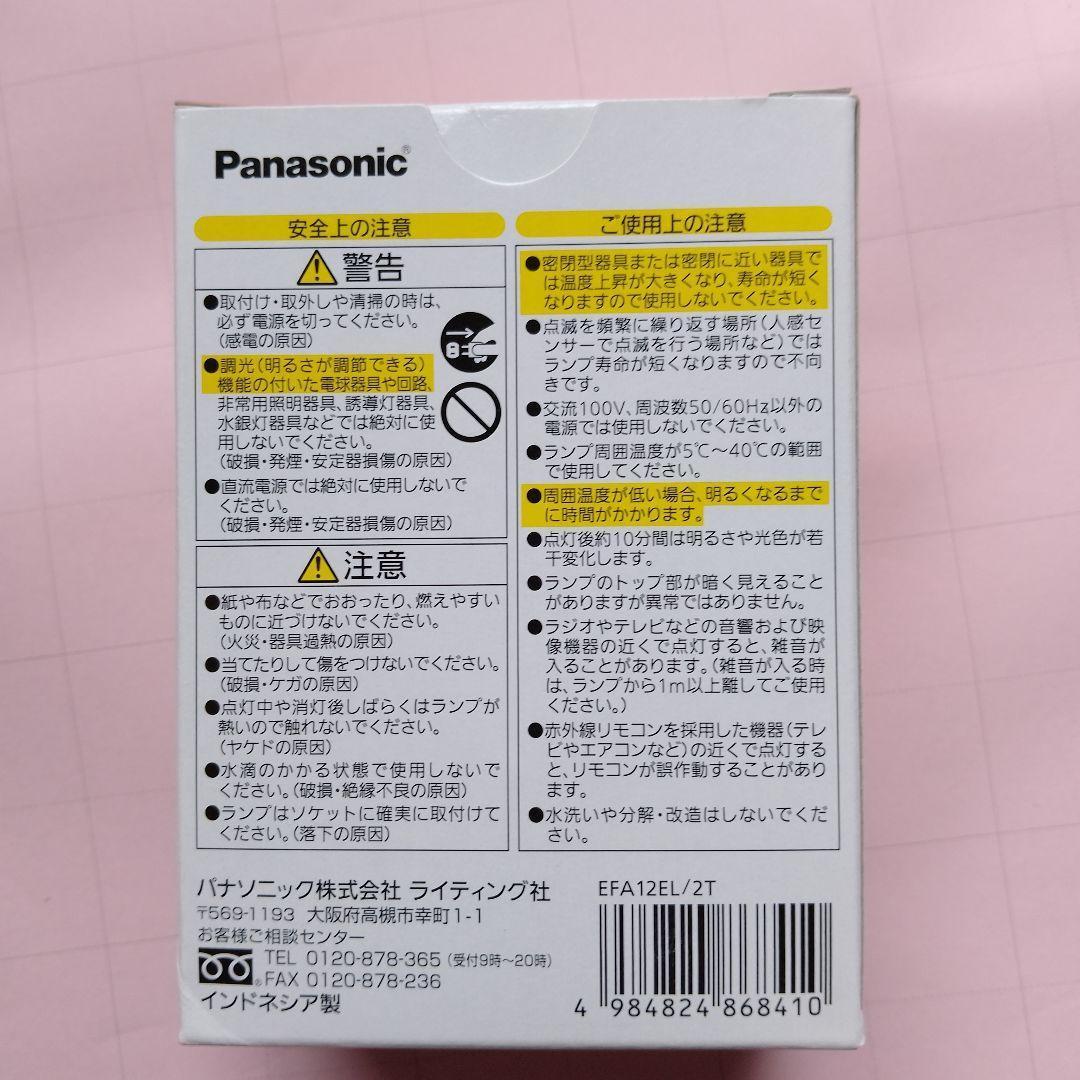 Panasonic®
安全上の注意
警告
●取付け・取外しや清掃の時は、
必ず電源を切ってください。
(感電の原因)
●調光(明るさが調節できる)
機能の付いた電球器具や回路、
非常用照明器具、誘導灯器具、
水銀灯器具などでは絶対に使
用しないでください。
(破損・発煙・安定器損傷の原因)
●直流電源では絶対に使用しないで
ください。
(破損・発煙・安定器損傷の原因)
注意
●紙や布などでおおったり、燃えやすい
ものに近づけないでください。
(火災・器具過熱の原因)
●当てたりして傷をつけないでください。
(破損・ケガの原因)
●点灯中や消灯後しばらくはランプが
熱いので触れないでください。
(ヤケドの原因)
●水滴のかかる状態で使用しないで
ください。(破損・絶縁不良の原因)
●ランプはソケットに確実に取付けて
ください。(落下の原因)
ご使用上の注意
●密閉型器具または密閉に近い器具で
は温度上昇が大きくなり、寿命が短く
なりますので使用しないでください。
●点滅を頻繁に繰り返す場所(人感セ
ンサーで点滅を行う場所など)では
ランプ寿命が短くなりますので不向
きです。
●交流100V、周波数50/60Hz以外の
電源では使用しないでください。
●ランプ周囲温度が5℃〜40℃の範囲
で使用してください。
●周囲温度が低い場合、明るくなるまで
に時間がかかります。
●点灯後約10分間は明るさや光色が若
干変化します。
●ランプのトップ部が暗く見えること
がありますが異常ではありません。
●ラジオやテレビなどの音響および映
像機器の近くで点灯すると、雑音が
入ることがあります。(雑音が入る時
は、ランプから1m以上離してご使用
ください。)
●赤外線リモコンを採用した機器(テレ
ビやエアコンなど)の近くで点灯する
と、リモコンが誤作動することがあり
ます。
●水洗いや分解・改造はしないでくだ
さい。
パナソニック株式会社 ライティング社
〒569-1193 大阪府高槻市幸町1-1
お客様ご相談センター
TEL 0120-878-365 (受付9時〜20時)
FAX 0120-878-236
インドネシア製
EFA12EL/2T
4 984824 868410